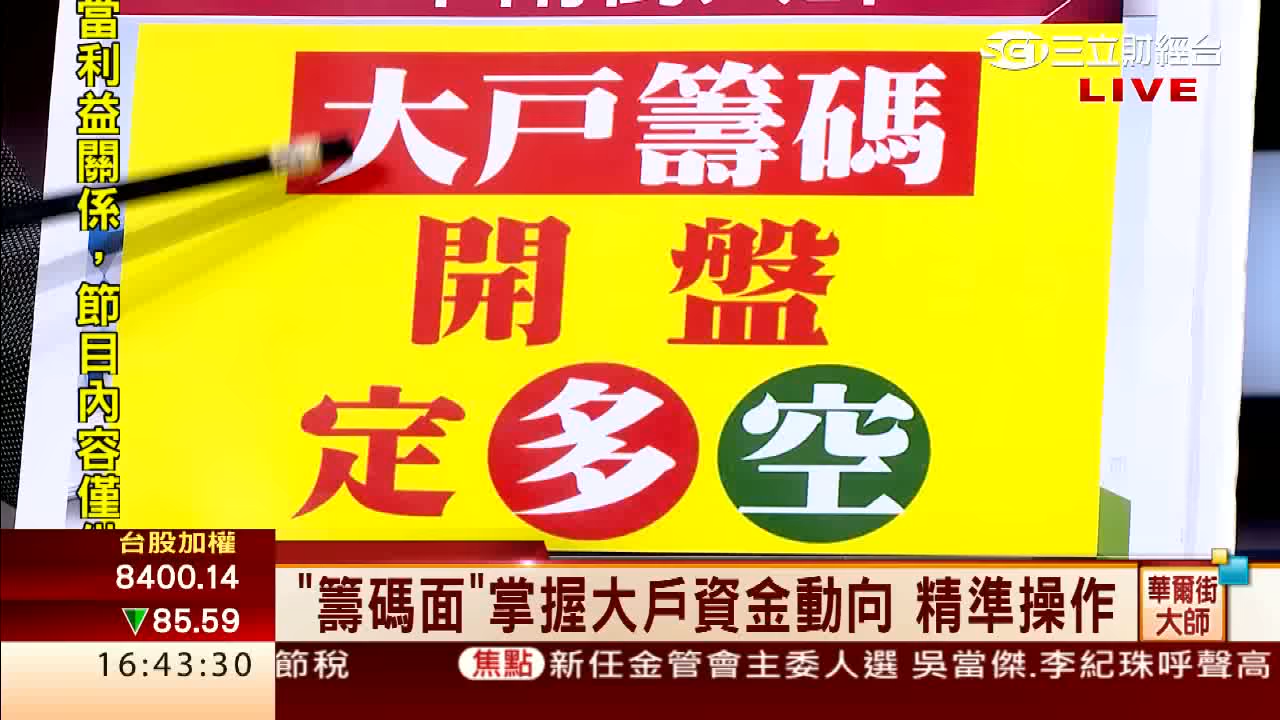 SET三立財經台
LIVE
當利益關係，節目內容僅
大戶籌碼
開盤
定多空
台股加權
8400.14
▼85.59
"籌碼面"掌握大戶資金動向 精準操作
華爾街
大師
16:43:30
節稅
焦點 新任金管會主委人選 吳當傑.李紀珠呼聲高